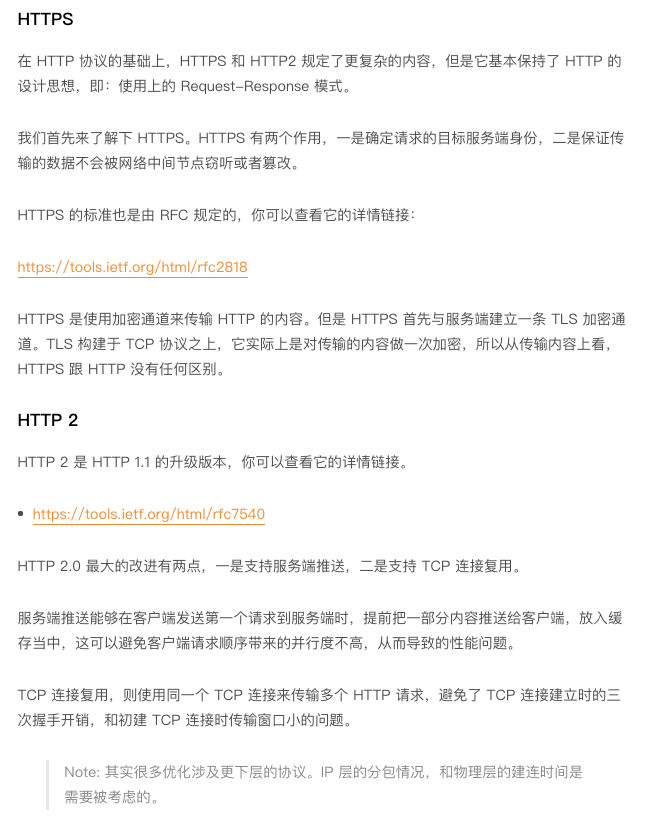 HTTPS
在 HTTP 协议的基础上，HTTPS 和 HTTP2 规定了更复杂的内容，但是它基本保持了 HTTP 的
设计思想，即：使用上的 Request-Response 模式。
我们首先来了解下 HTTPS。HTTPS 有两个作用，一是确定请求的目标服务端身份，二是保证传
输的数据不会被网络中间节点窃听或者篡改。
HTTPS 的标准也是由 RFC 规定的，你可以查看它的详情链接：
https://tools.ietf.org/html/rfc2818
HTTPS 是使用加密通道来传输 HTTP 的内容。但是 HTTPS 首先与服务端建立一条 TLS 加密通
道。TLS 构建于 TCP 协议之上，它实际上是对传输的内容做一次加密，所以从传输内容上看，
HTTPS 跟 HTTP 没有任何区别。
HTTP 2
HTTP 2 是 HTTP 1.1 的升级版本，你可以查看它的详情链接。
• https://tools.ietf.org/html/rfc7540
HTTP 2.0 最大的改进有两点，一是支持服务端推送，二是支持 TCP 连接复用。
服务端推送能够在客户端发送第一个请求到服务端时，提前把一部分内容推送给客户端，放入缓
存当中，这可以避免客户端请求顺序带来的并行度不高，从而导致的性能问题。
TCP 连接复用，则使用同一个 TCP 连接来传输多个 HTTP 请求，避免了 TCP 连接建立时的三
次握手开销，和初建 TCP 连接时传输窗口小的问题。
Note: 其实很多优化涉及更下层的协议。IP 层的分包情况，和物理层的建连时间是
需要被考虑的。